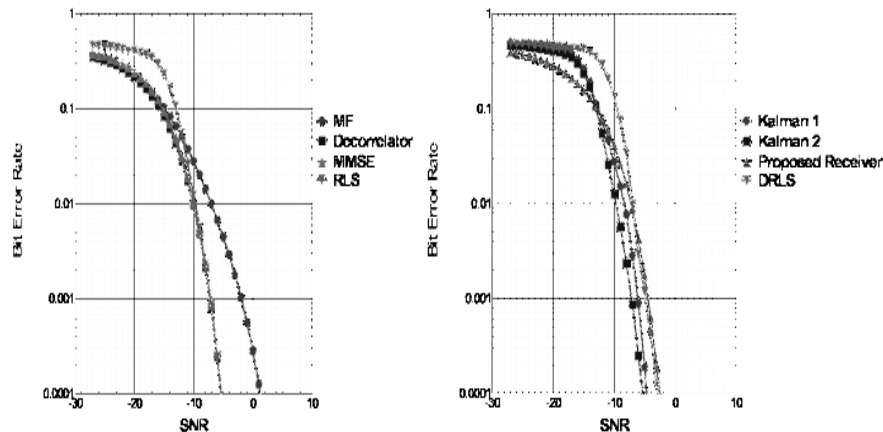 1
0.1
0.01
0.001
0.0001
Bit Error Rate
-30
-20
-10
0
10
SNR
MF
Decorrelator
MMSE
RLS
1
0.1
0.01
0.001
0.0001
Bit Error Rate
-30
-20
-10
0
10
SNR
Kalman 1
Kalman 2
Proposed Receiver
DRLS